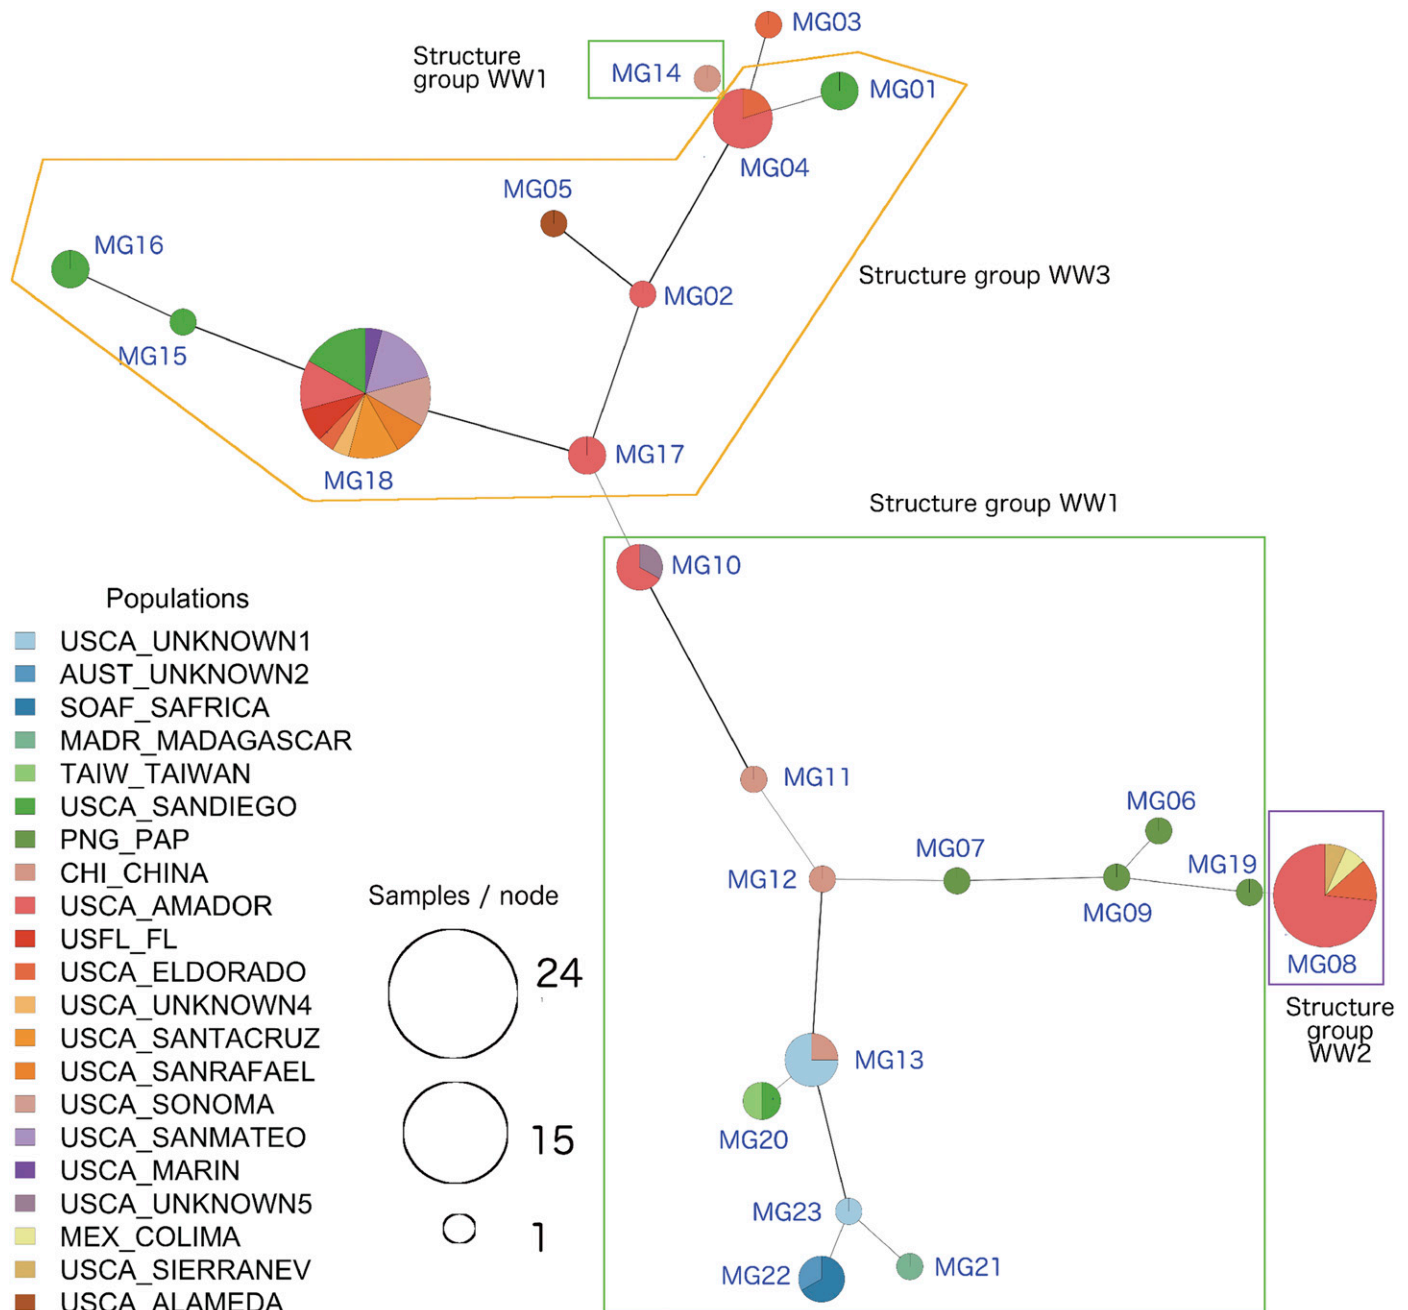 MG03
Structure
group WW1
MG14
MG01
MG04
MG05
MG16
Structure group WW3
MG02
MG15
MG17
MG18
Structure group WW1
MG10
Populations
USCA_UNKNOWN1
AUST_UNKNOWN2
SOAF_SAFRICA
MADR_MADAGASCAR
TAIW_TAIWAN
USCA_SANDIEGO
PNG_PAP
CHI_CHINA
USCA_AMADOR
USFL_FL
USCA_ELDORADO
USCA_UNKNOWN4
USCA_SANTACRUZ
USCA_SANRAFAEL
USCA_SONOMA
USCA_SANMATEO
USCA_MARIN
USCA_UNKNOWN5
MEX_COLIMA
USCA_SIERRANEV
USCA_ALAMEDA
Samples / node
24
15
1
MG11
MG06
MG07
MG19
MG12
MG09
MG08
Structure
group
WW2
MG13
MG20
MG23
MG22
MG21